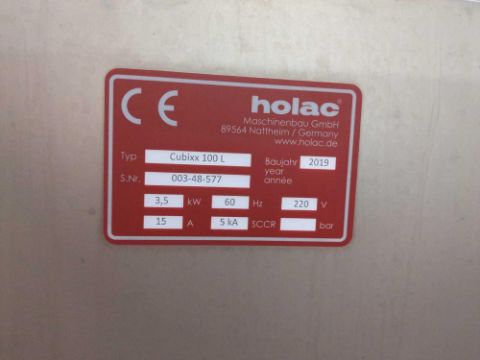 CE
holac®
Maschinenbau GmbH
89564 Nattheim / Germany
www.holac.de
Typ Cubixx 100 L Baujahr 2019
year
S.Nr. 003-48-577 année
3,5 kW 60 Hz 220 V
15 A 5 kA SCCR bar